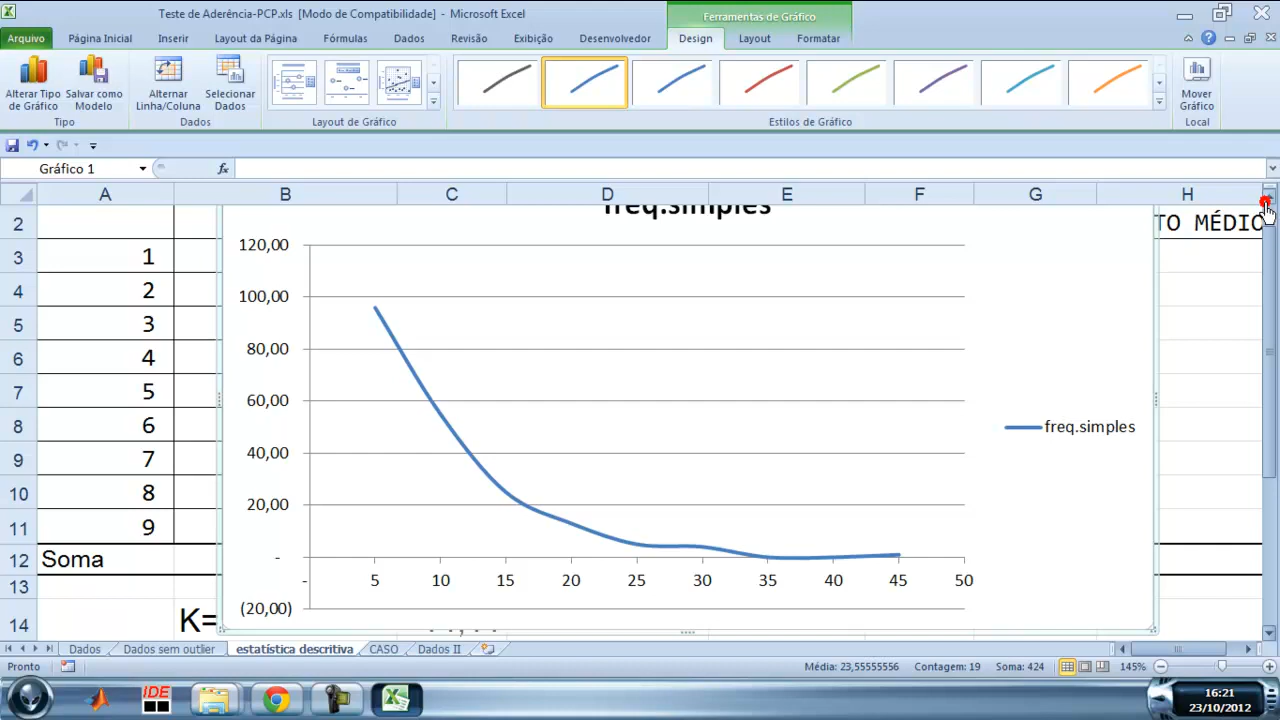 Teste de Aderência-PCP.xls [Modo de Compatibilidade] - Microsoft Excel
Ferramentas de Gráfico
Arquivo Página Inicial Inserir Layout da Página Fórmulas Dados Revisão Exibição Desenvolvedor Design Layout Formatar
Alterar Tipo de Gráfico
Salvar como Modelo
Alternar Linha/Coluna
Selecionar Dados
Mover Gráfico
Tipo Dados Layout de Gráfico Estilos de Gráfico Local
Gráfico 1 fx
A B C D E F G H
2 freq.simples TO MÉDIO
3 1
4 2
5 3
6 4
7 5
8 6
9 7
10 8
11 9
12 Soma
13
14 K=
120,00
100,00
80,00
60,00
40,00
20,00
-
(20,00)
- 5 10 15 20 25 30 35 40 45 50
freq.simples
Dados Dados sem outlier estatística descritiva CASO Dados II
Pronto Média: 23,55555556 Contagem: 19 Soma: 424 145%
IDE
16:21
23/10/2012